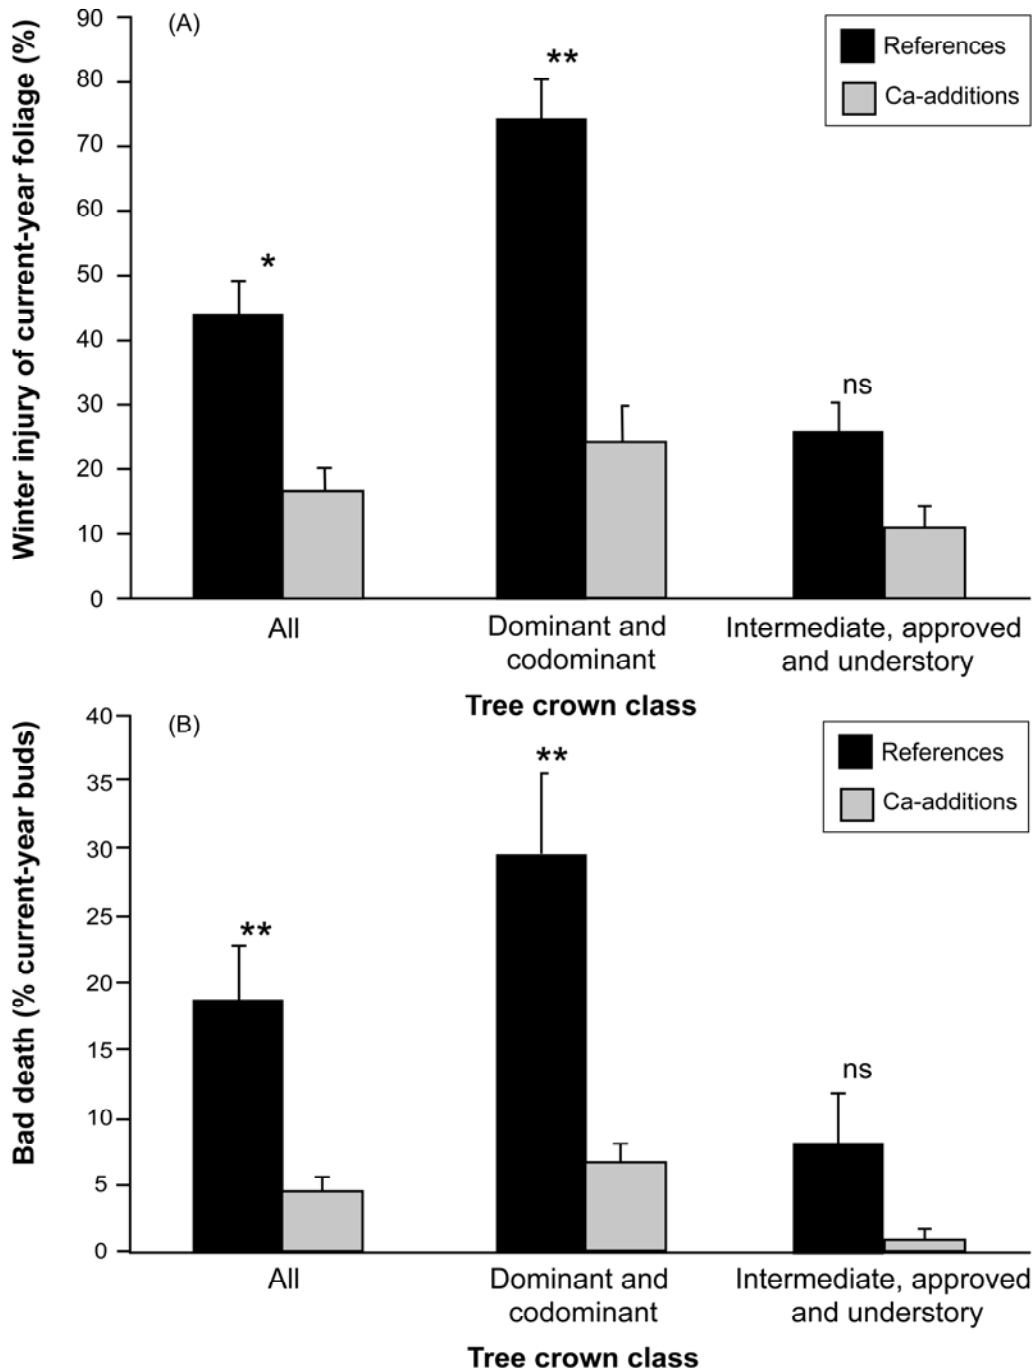 (A)
References
Ca-additions
Winter injury of current-year foliage (%)
90
80
70
60
50
40
30
20
10
0
*
**
ns
All
Dominant and
codominant
Intermediate, approved
and understory
Tree crown class
(B)
References
Ca-additions
Bad death (% current-year buds)
40
35
30
25
20
15
10
5
0
**
**
ns
All
Dominant and
codominant
Intermediate, approved
and understory
Tree crown class